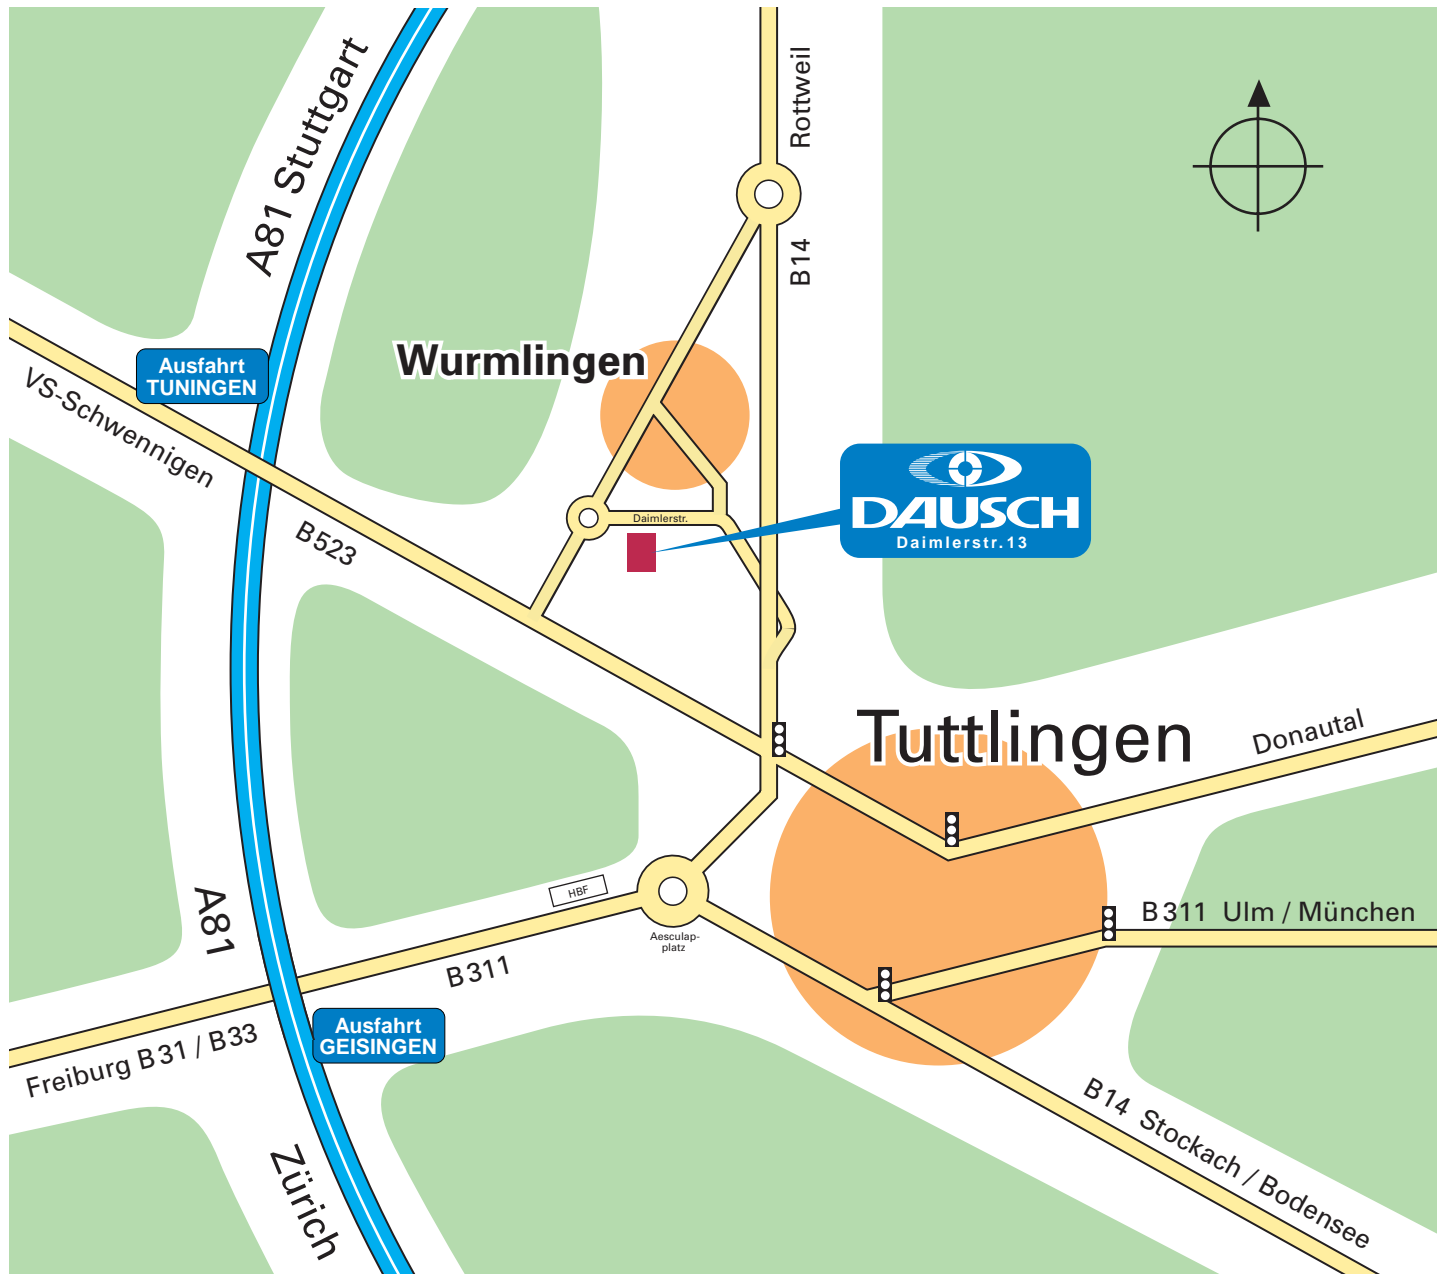 A81 Stuttgart
Rottweil
B14
Ausfahrt
TUNINGEN
Wurmlingen
VS-Schwennigen
B523
Daimlerstr.
DAUSCH
Daimlerstr.13
Tuttlingen
Donautal
HBF
Aesculap-
platz
A81
B311
B311 Ulm / München
Freiburg B31 / B33
Ausfahrt
GEISINGEN
B14 Stockach / Bodensee
Zürich